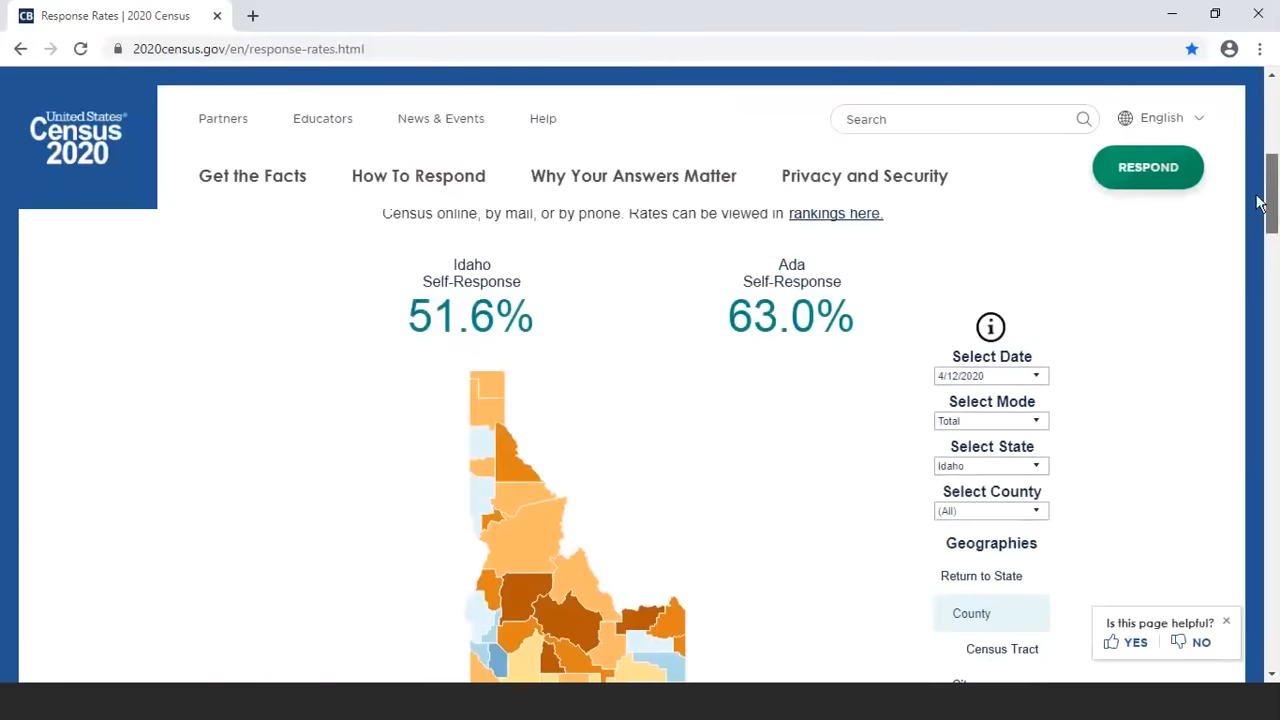 CB Response Rates | 2020 Census
2020census.gov/en/response-rates.html
United States®
Census
2020
Partners
Educators
News & Events
Help
Search
English
Get the Facts
How To Respond
Why Your Answers Matter
Privacy and Security
RESPOND
Census online, by mail, or by phone. Rates can be viewed in rankings here.
Idaho
Self-Response
51.6%
Ada
Self-Response
63.0%
Select Date
4/12/2020
Select Mode
Total
Select State
Idaho
Select County
(All)
Geographies
Return to State
County
Census Tract
Is this page helpful?
YES
NO